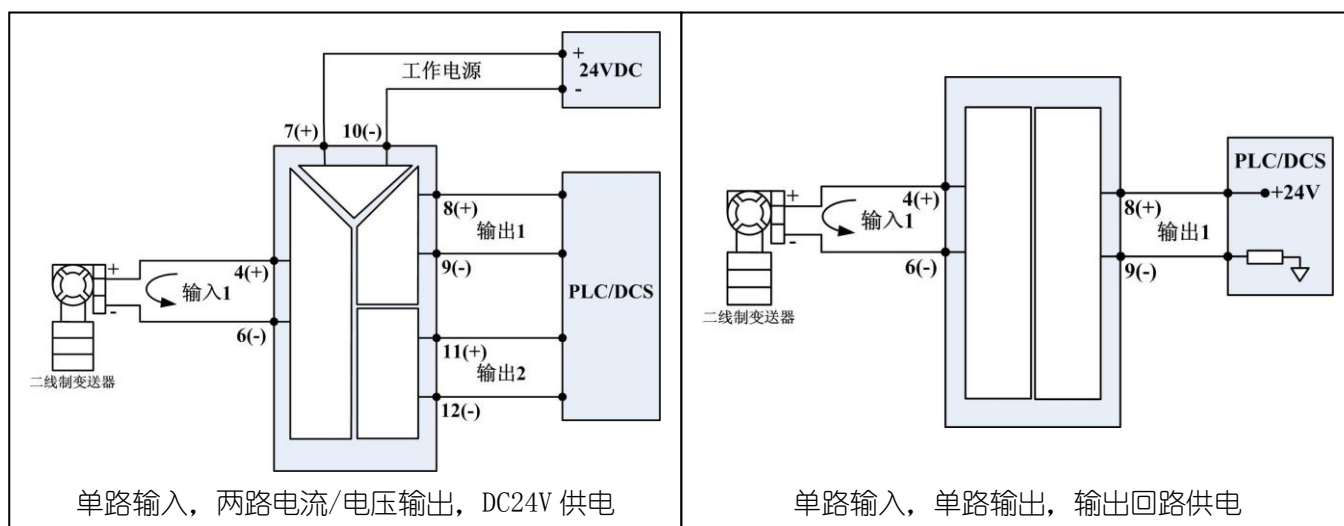 +
工作电源
24VDC
-
7(+)
10(-)
8(+)
输出1
9(-)
PLC/DCS
11(+)
输出2
12(-)
+
4(+)
输入1
-
6(-)
二线制变送器
单路输入，两路电流/电压输出，DC24V 供电
PLC/DCS
+24V
+
4(+)
输入1
-
6(-)
8(+)
输出1
9(-)
二线制变送器
单路输入，单路输出，输出回路供电